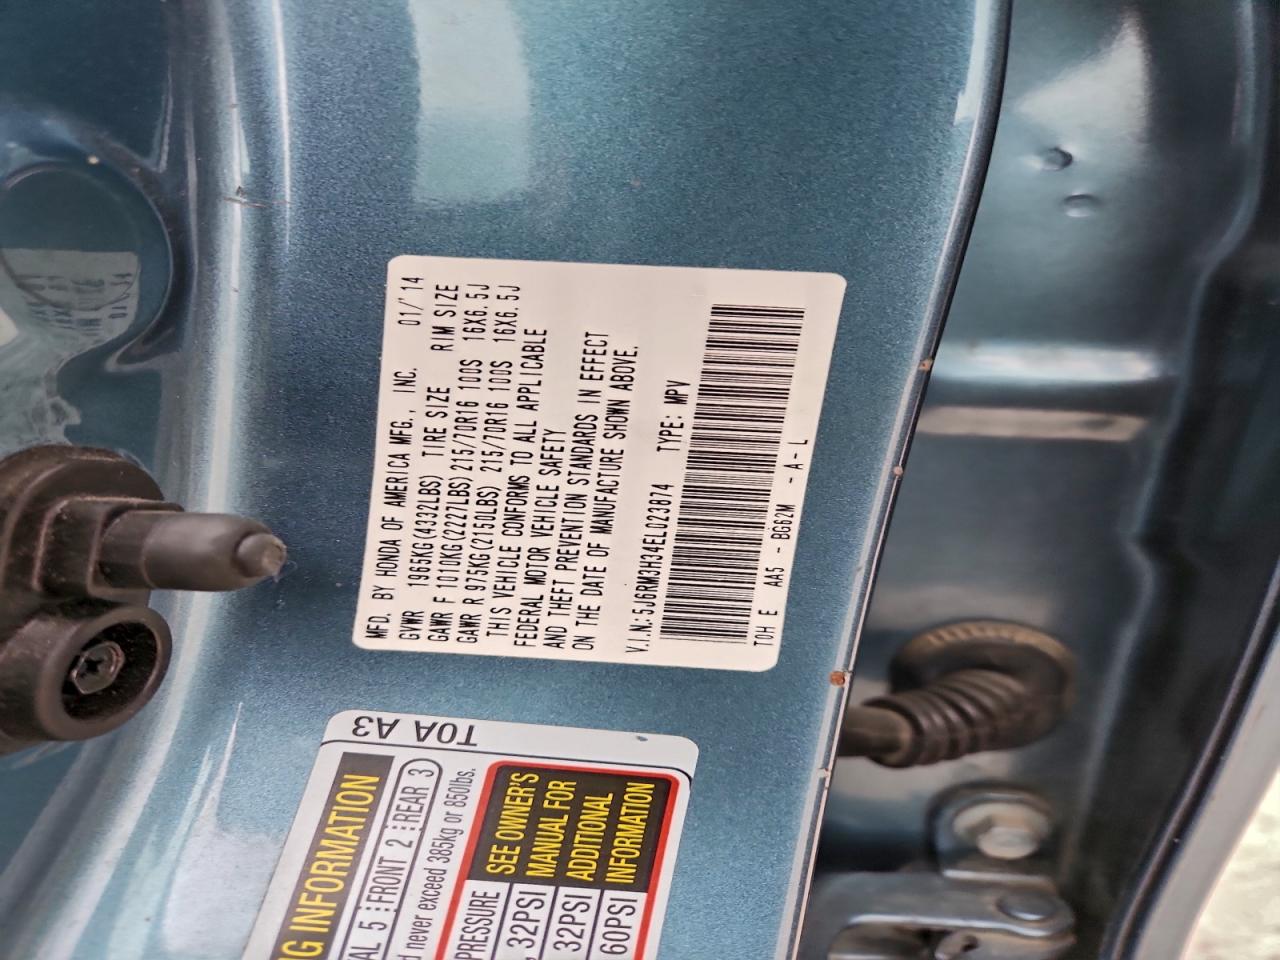 MFD. BY HONDA OF AMERICA MFG., INC. 01/'14
GVWR 1965KG(4332LBS) TIRE SIZE RIM SIZE
GAWR F 1010KG(2227LBS) 215/70R16 100S 16X6.5J
GAWR R 975KG(2150LBS) 215/70R16 100S 16X6.5J
THIS VEHICLE CONFORMS TO ALL APPLICABLE
FEDERAL MOTOR VEHICLE SAFETY
AND THEFT PREVENTION STANDARDS IN EFFECT
ON THE DATE OF MANUFACTURE SHOWN ABOVE.
V.I.N.:5J6RM3H34EL023874 TYPE: MPV
T0H E AA5 - BG62M - A - L
T0A A3
NG INFORMATION
TAL 5 FRONT 2 REAR 3
d never exceed 385kg or 850lbs.
PRESSURE
, 32PSI
32PSI
60PSI
SEE OWNER'S
MANUAL FOR
ADDITIONAL
INFORMATION